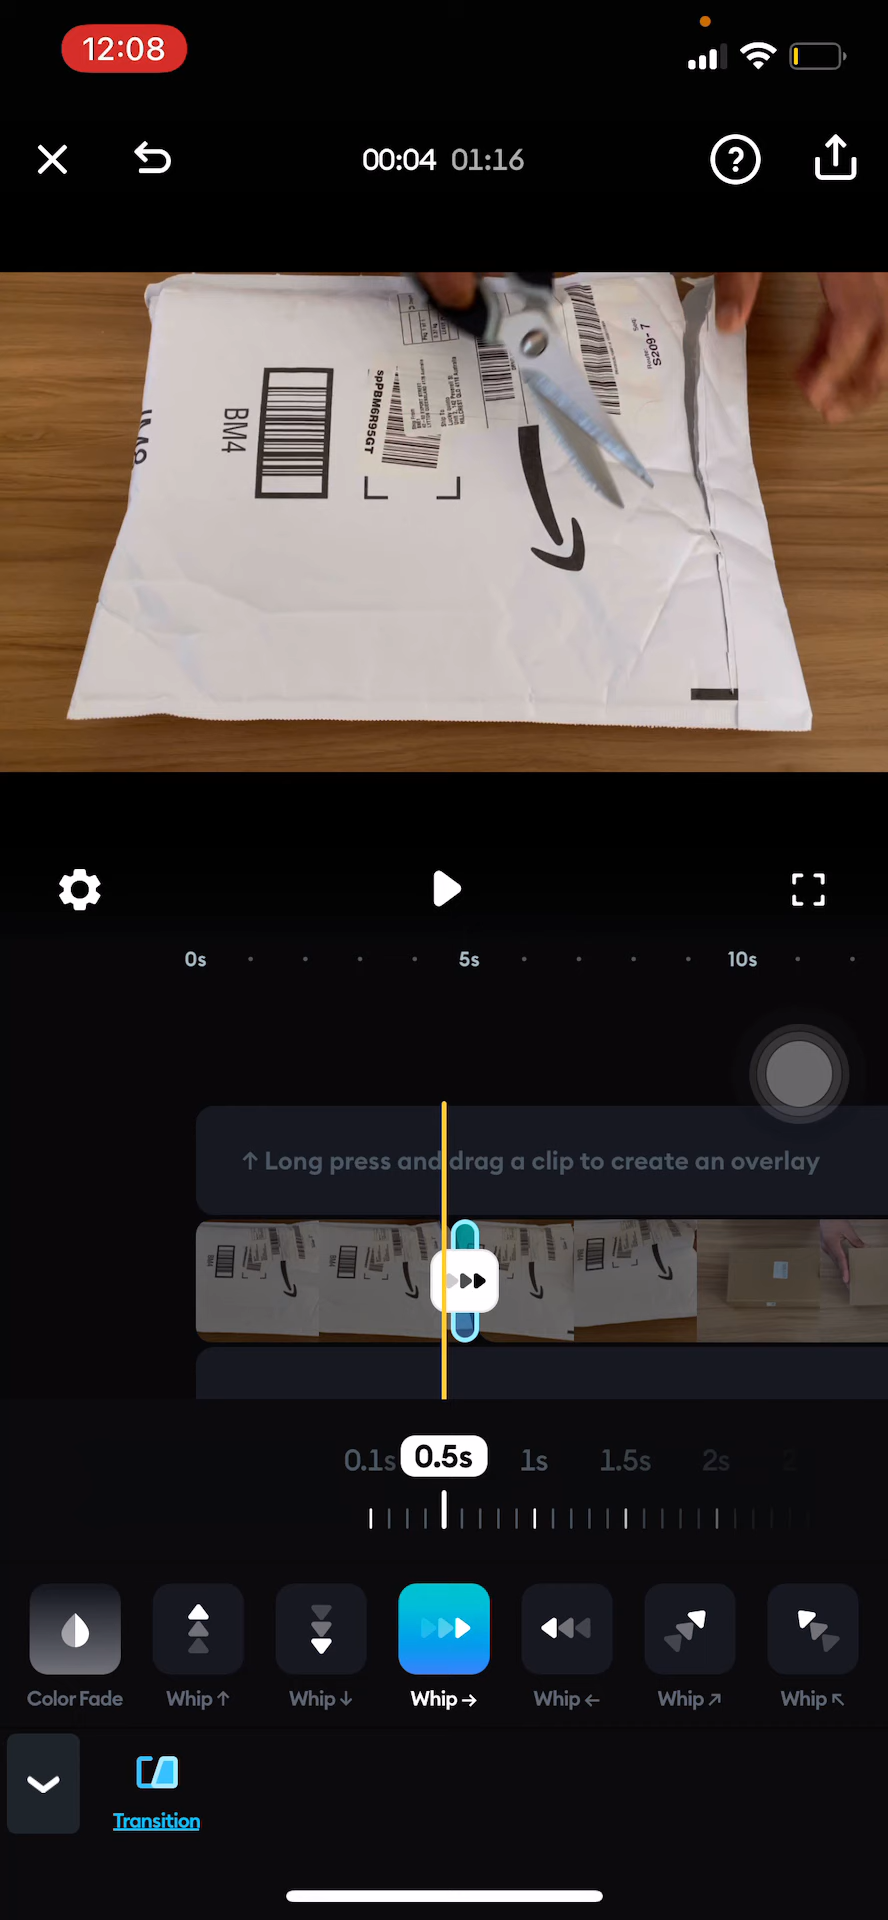 12:08
00:04 01:16
BM4
spPBM6R95GT
S209-7
0s 5s 10s
↑ Long press and drag a clip to create an overlay
0.1s 0.5s 1s 1.5s 2s 2
Color Fade Whip ↑ Whip ↓ Whip → Whip ← Whip ↗ Whip ↖
Transition